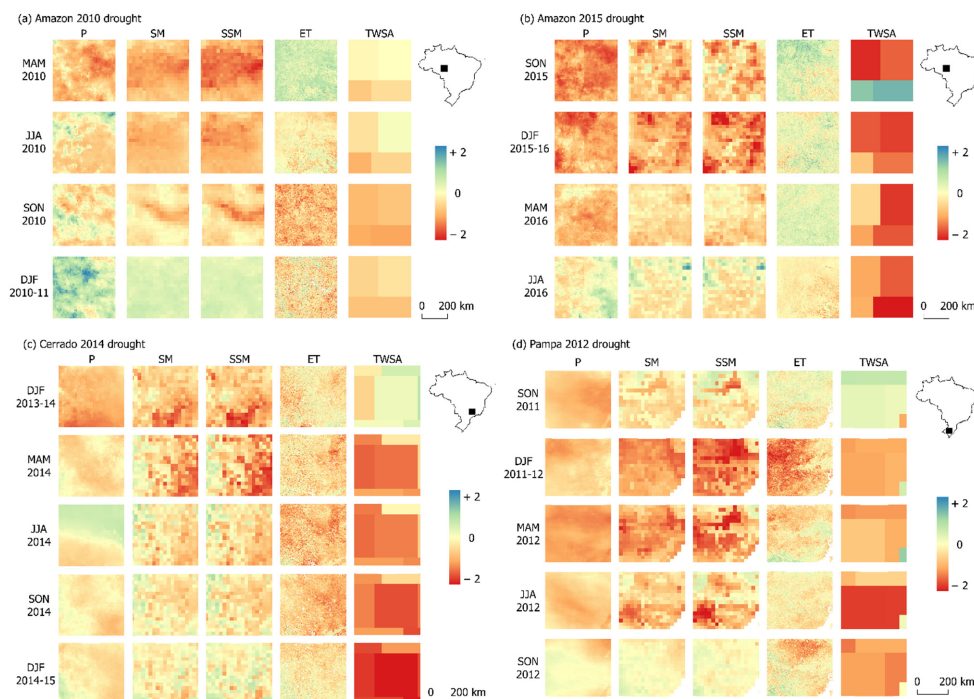 (a) Amazon 2010 drought
P SM SSM ET TWSA
MAM
2010
JJA
2010
SON
2010
DJF
2010-11
+ 2
0
− 2
0 200 km
(b) Amazon 2015 drought
P SM SSM ET TWSA
SON
2015
DJF
2015-16
MAM
2016
JJA
2016
+ 2
0
− 2
0 200 km
(c) Cerrado 2014 drought
P SM SSM ET TWSA
DJF
2013-14
MAM
2014
JJA
2014
SON
2014
DJF
2014-15
+ 2
0
− 2
0 200 km
(d) Pampa 2012 drought
P SM SSM ET TWSA
SON
2011
DJF
2011-12
MAM
2012
JJA
2012
SON
2012
+ 2
0
− 2
0 200 km